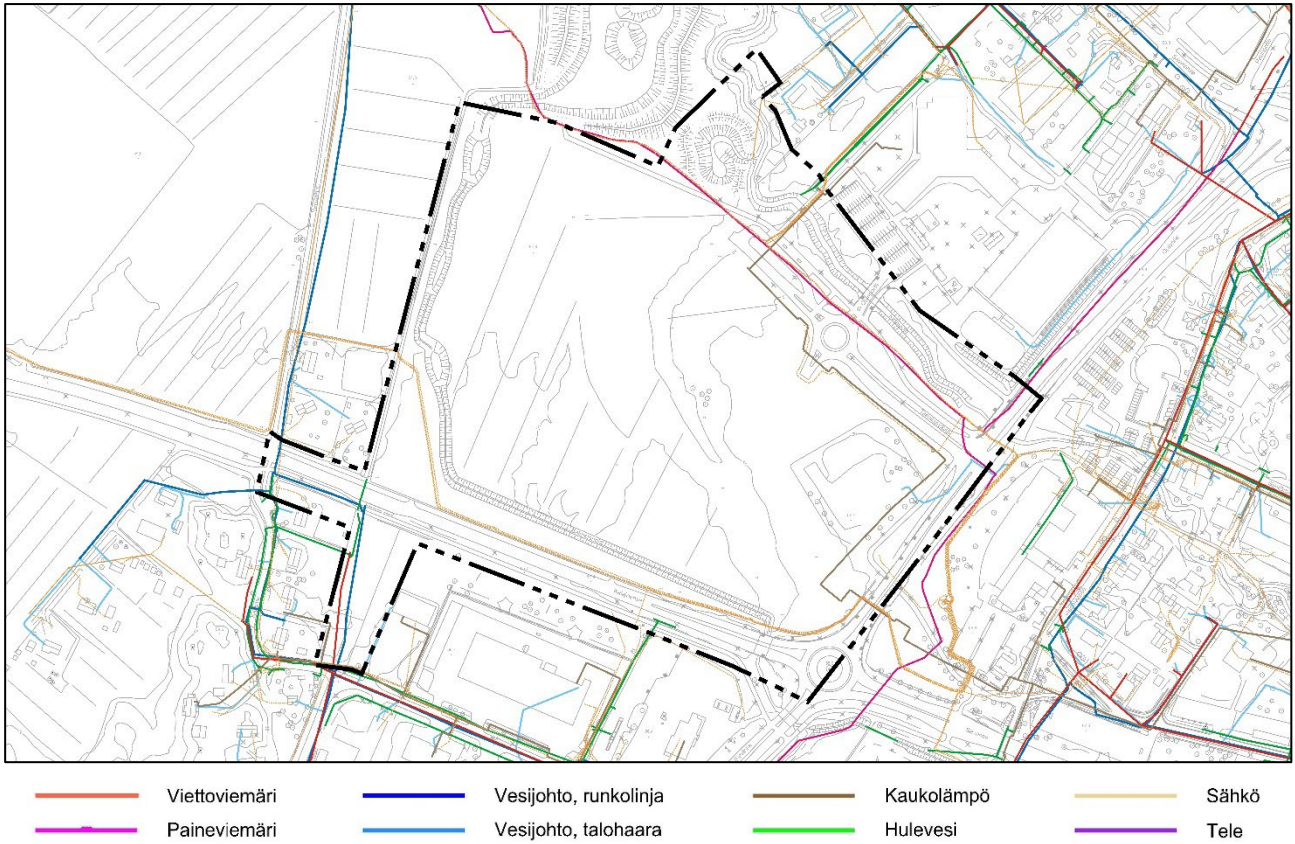 Viettoviemäri Vesijohto, runkolinja Kaukolämpö Sähkö
Paineviemäri Vesijohto, talohaara Hulevesi Tele